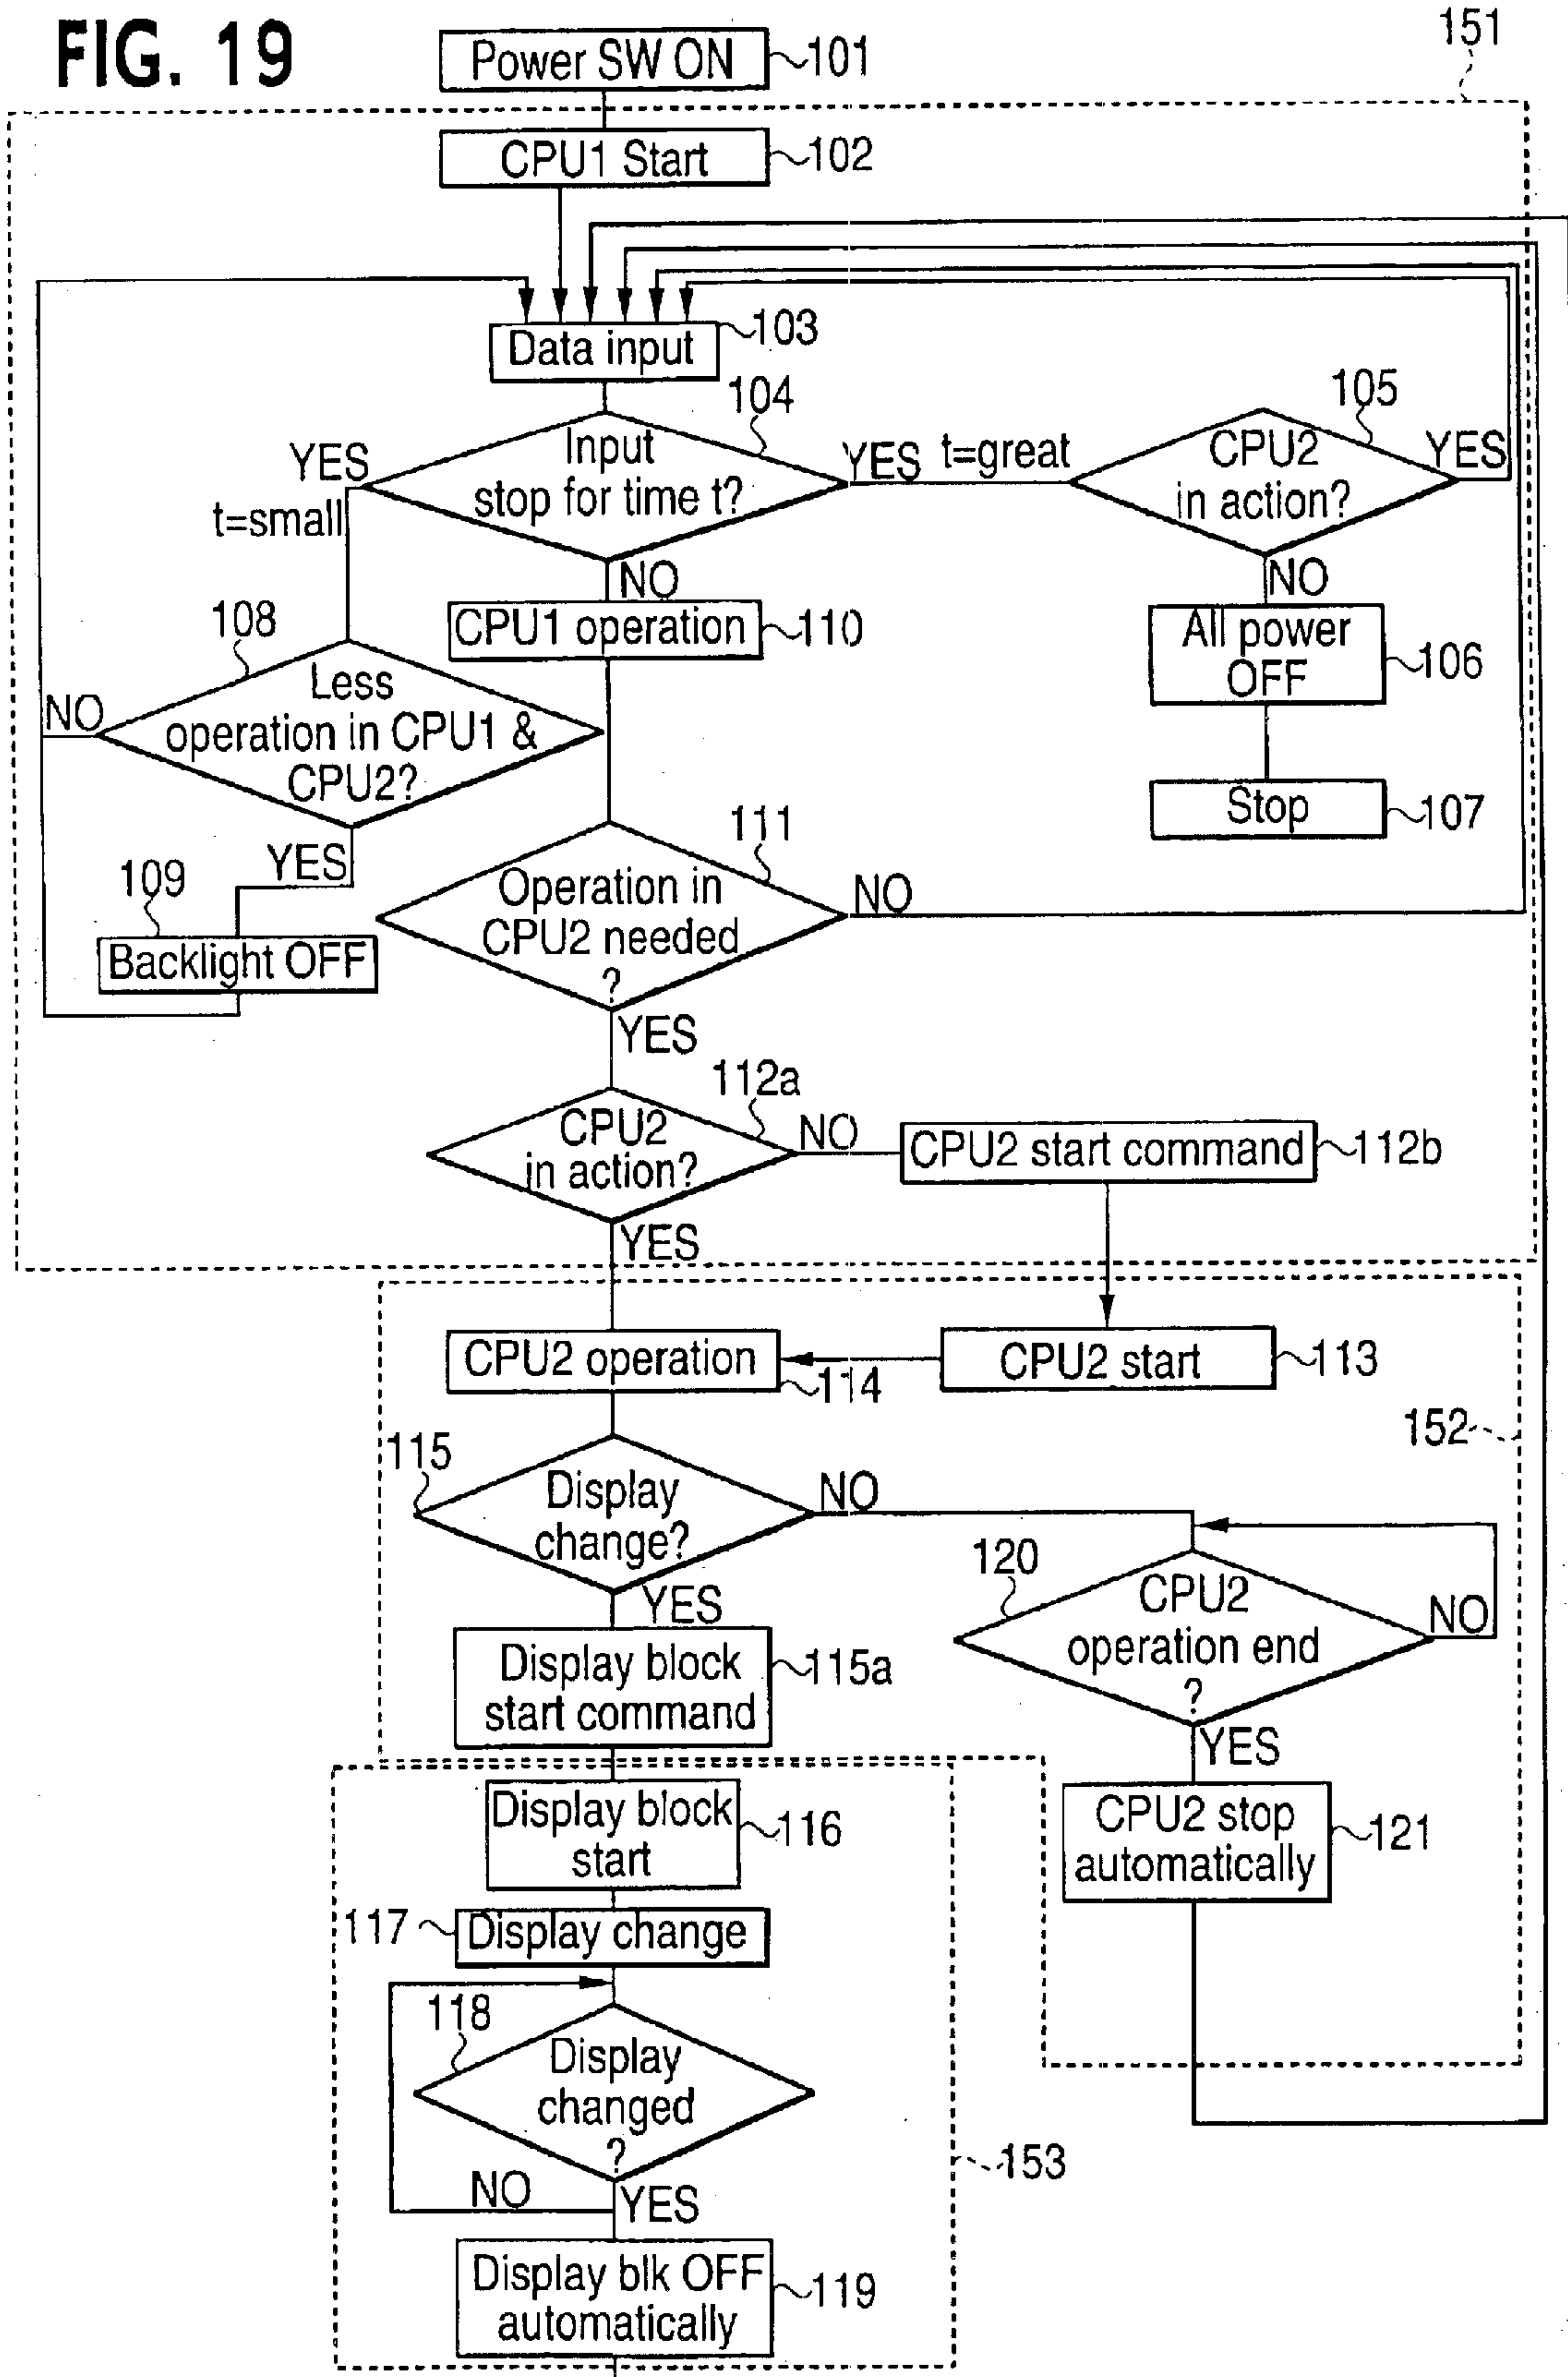 FIG. 19
151
Power SW ON
101
CPU1 Start
102
Data input
103
104
Input
stop for time t?
YES
t=small
YES t=great
105
CPU2
in action?
YES
NO
NO
CPU1 operation
110
All power
OFF
106
Stop
107
108
Less
operation in CPU1 &
CPU2?
NO
YES
109
Backlight OFF
111
Operation in
CPU2 needed
?
NO
YES
112a
CPU2
in action?
NO
CPU2 start command
112b
YES
CPU2 operation
114
CPU2 start
113
152
115
Display
change?
NO
YES
120
CPU2
operation end
?
NO
YES
Display block
start command
115a
Display block
start
116
CPU2 stop
automatically
121
117
Display change
118
Display
changed
?
NO
YES
153
Display blk OFF
automatically
119